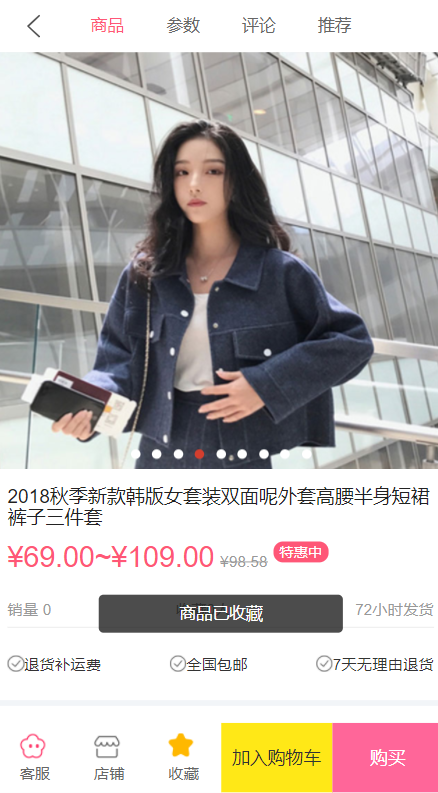 商品 参数 评论 推荐
2018秋季新款韩版女套装双面呢外套高腰半身短裙
裤子三件套
¥69.00~¥109.00 ¥98.58 特惠中
销量 0 商品已收藏 72小时发货
退货补运费 全国包邮 7天无理由退货
客服 店铺 收藏 加入购物车 购买